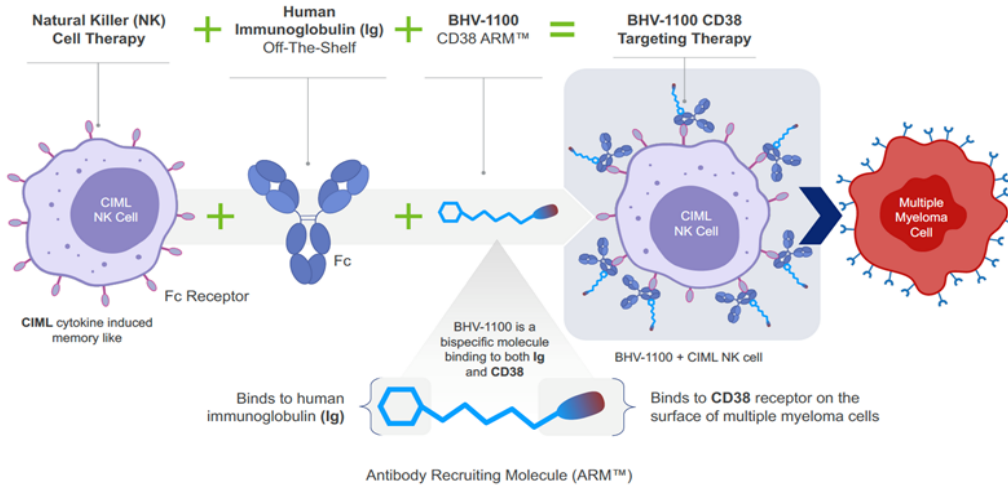 Natural Killer (NK)
Cell Therapy
Human
Immunoglobulin (Ig)
Off-The-Shelf
BHV-1100
CD38 ARM™
BHV-1100 CD38
Targeting Therapy
CIML
NK Cell
Fc
Fc Receptor
CIML cytokine induced
memory like
CIML
NK Cell
Multiple
Myeloma
Cell
BHV-1100 is a
bispecific molecule
binding to both Ig
and CD38
BHV-1100 + CIML NK cell
Binds to human
immunoglobulin (Ig)
Binds to CD38 receptor on the
surface of multiple myeloma cells
Antibody Recruiting Molecule (ARM™)